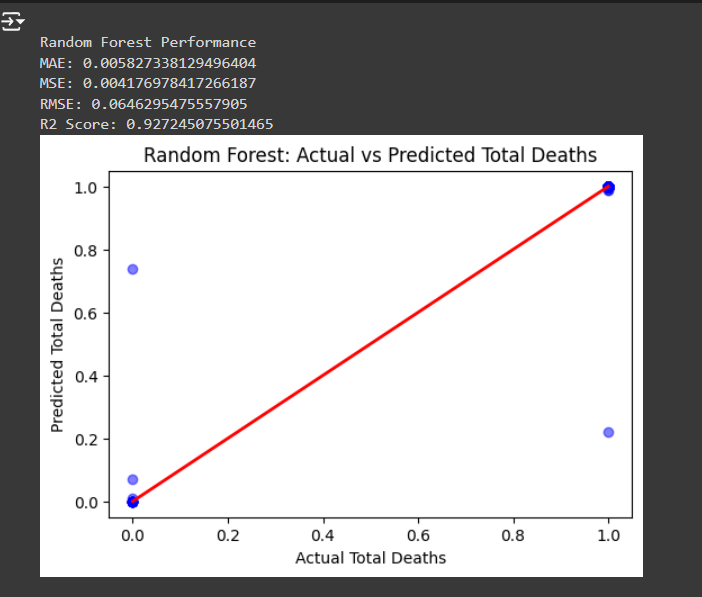 Random Forest Performance
MAE: 0.005827338129496404
MSE: 0.004176978417266187
RMSE: 0.0646295475557905
R2 Score: 0.927245075501465
Random Forest: Actual vs Predicted Total Deaths
1.0
0.8
0.6
0.4
0.2
0.0
Predicted Total Deaths
0.0 0.2 0.4 0.6 0.8 1.0
Actual Total Deaths